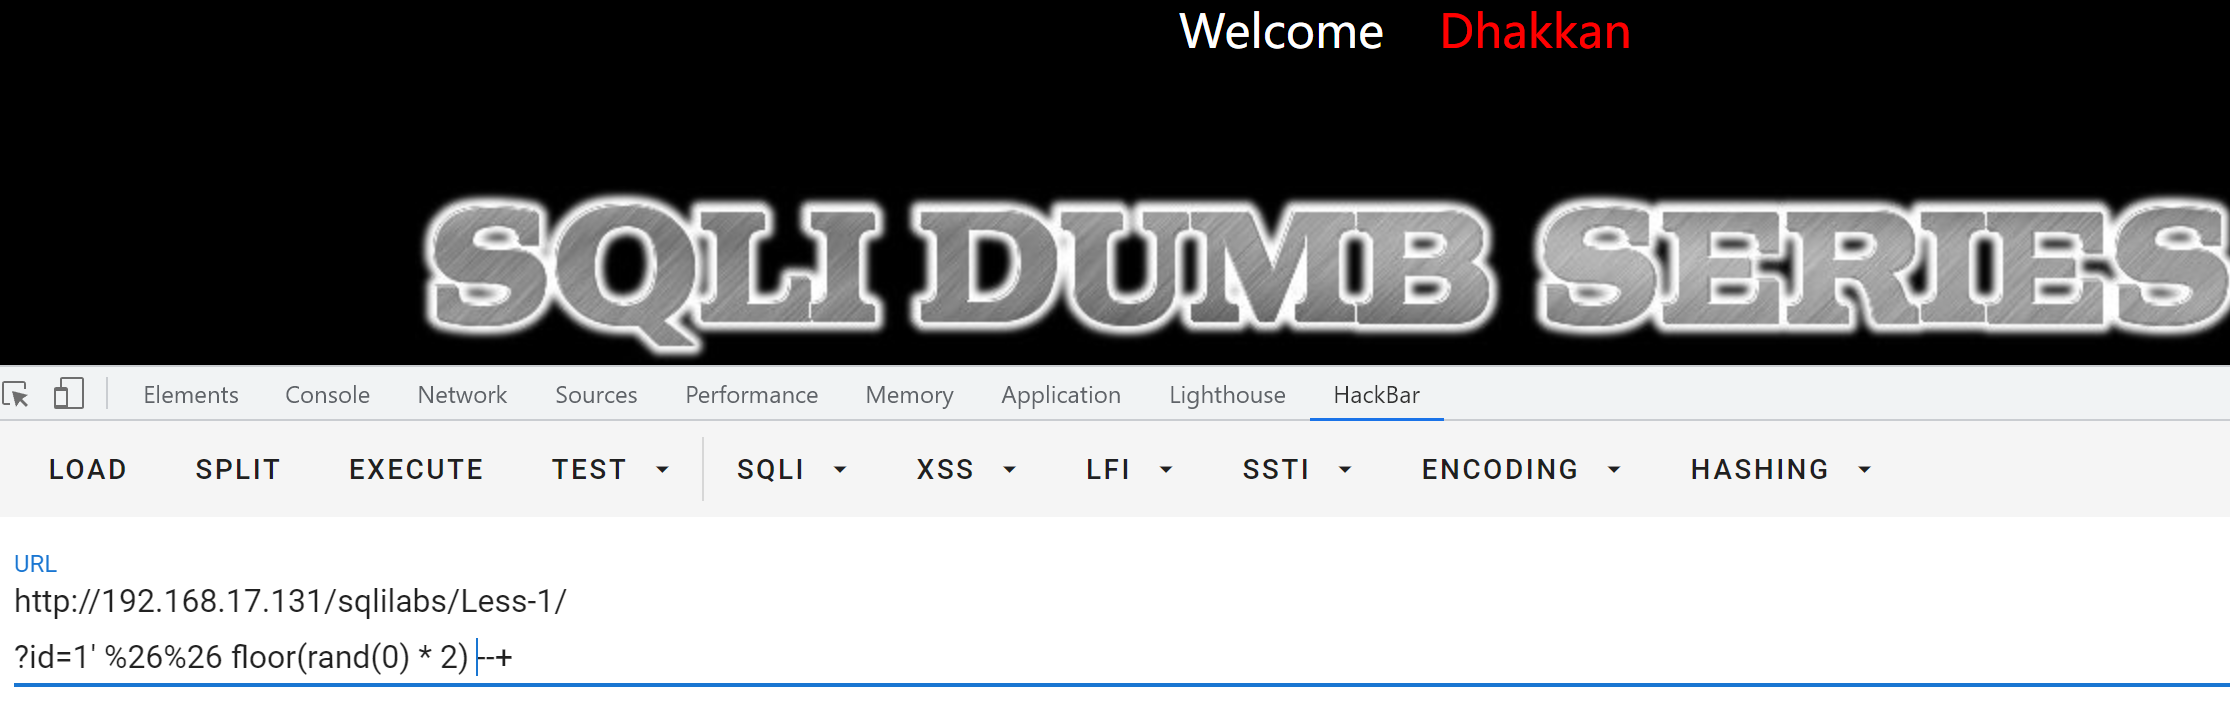 Welcome Dhakkan
SQLI DUMB SERIES
Elements Console Network Sources Performance Memory Application Lighthouse HackBar
LOAD SPLIT EXECUTE TEST SQLI XSS LFI SSTI ENCODING HASHING
URL
http://192.168.17.131/sqlilabs/Less-1/
?id=1' %26%26 floor(rand(0) * 2) --+